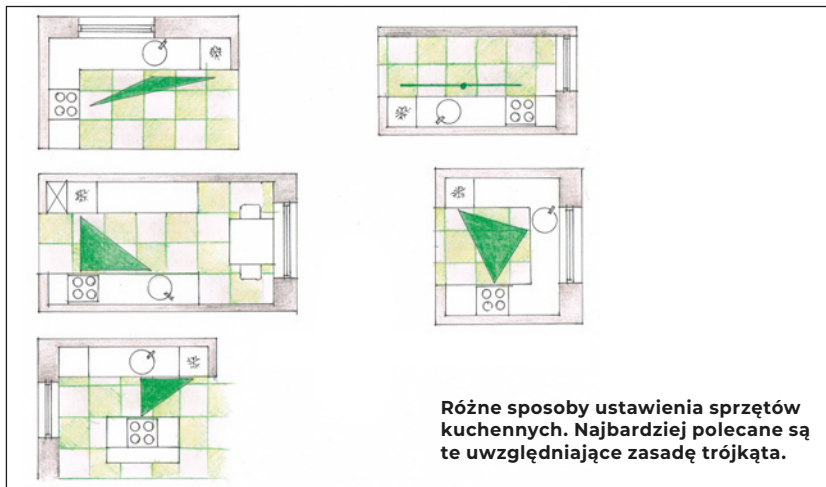 Różne sposoby ustawienia sprzętów
kuchennych. Najbardziej polecane są
te uwzględniające zasadę trójkąta.